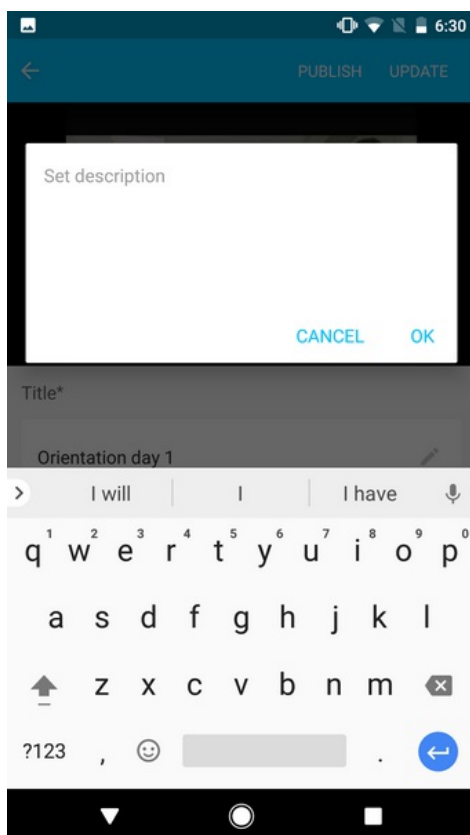 6:30
PUBLISH UPDATE
Set description
CANCEL OK
Title*
Orientation day 1
I will I I have
1 2 3 4 5 6 7 8 9 0
q w e r t y u i o p
a s d f g h j k l
z x c v b n m
?123 , .